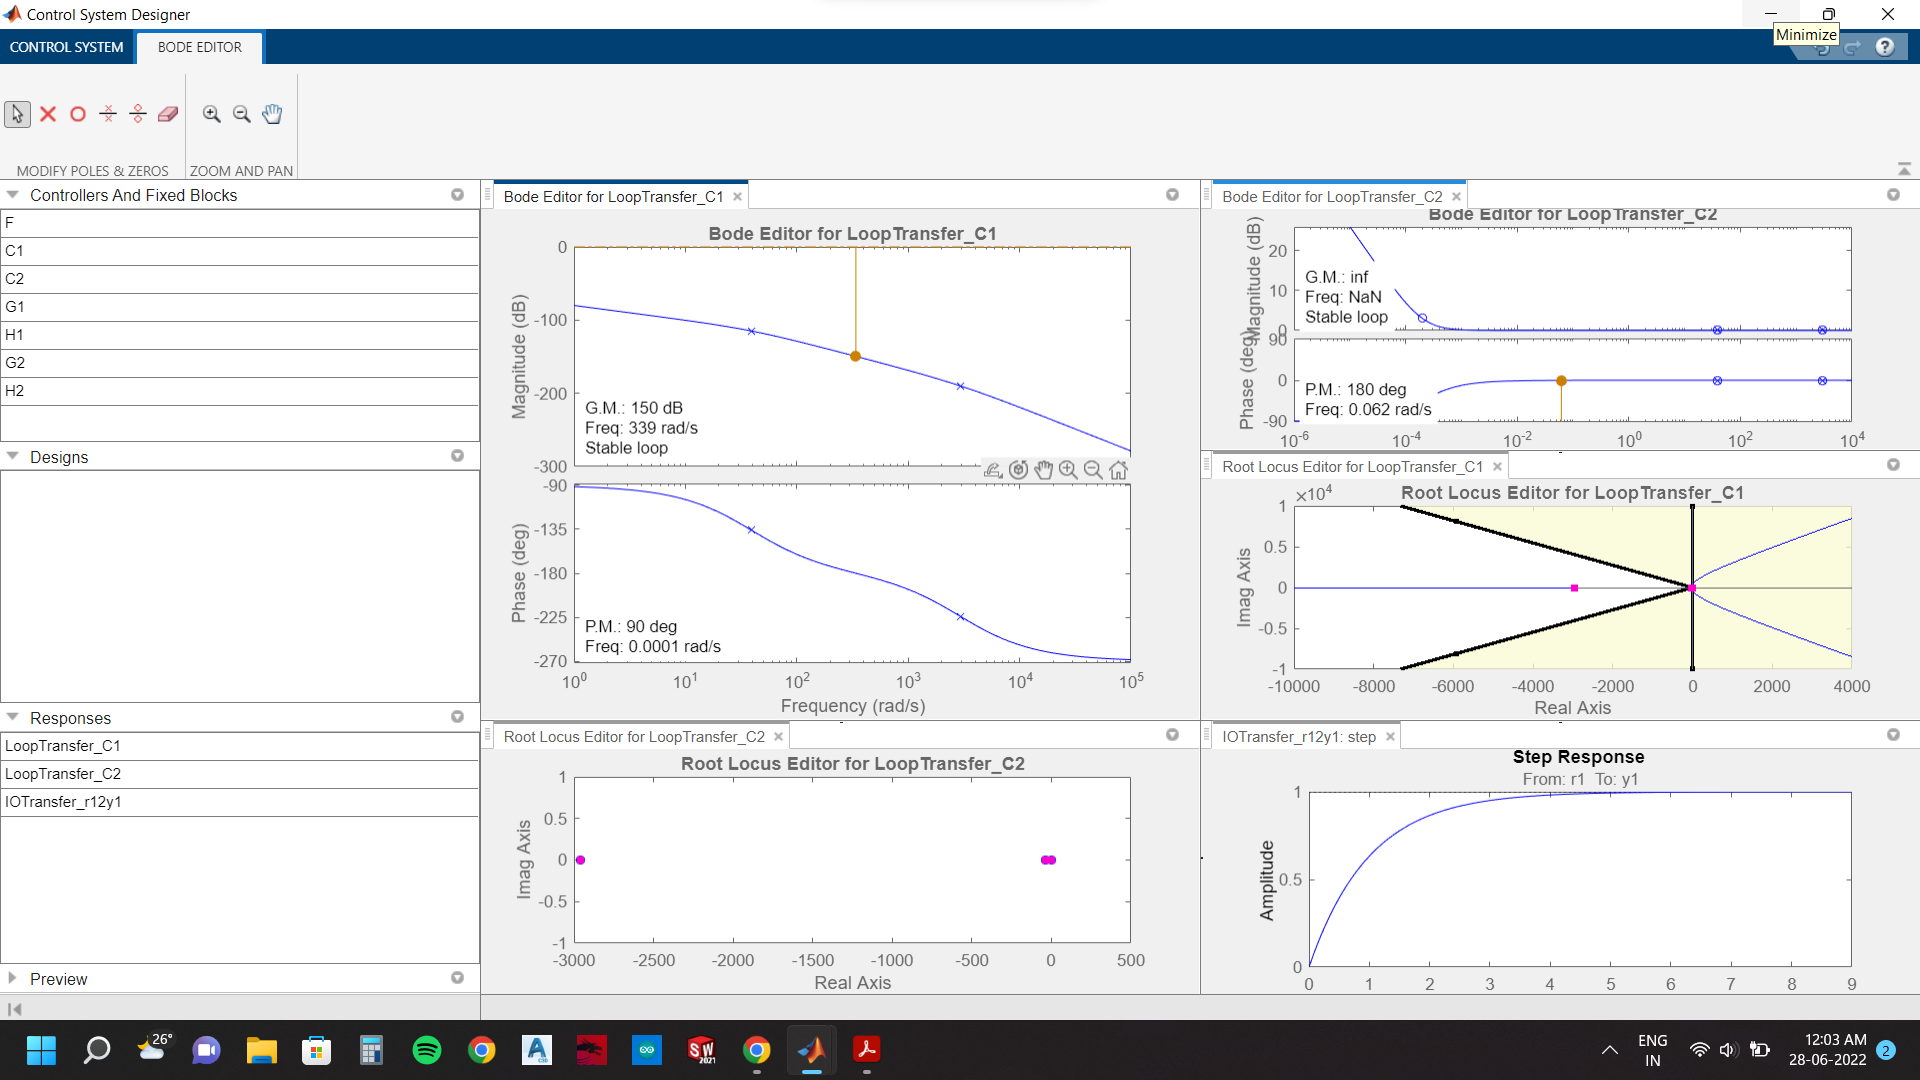 Control System Designer
Minimize
CONTROL SYSTEM
BODE EDITOR
MODIFY POLES & ZEROS
ZOOM AND PAN
Controllers And Fixed Blocks
F
C1
C2
G1
H1
G2
H2
Designs
Responses
LoopTransfer_C1
LoopTransfer_C2
IOTransfer_r12y1
Preview
Bode Editor for LoopTransfer_C1
Bode Editor for LoopTransfer_C1
Magnitude (dB)
0
-100
-200
-300
G.M.: 150 dB
Freq: 339 rad/s
Stable loop
Phase (deg)
-90
-135
-180
-225
-270
P.M.: 90 deg
Freq: 0.0001 rad/s
10^0 10^1 10^2 10^3 10^4 10^5
Frequency (rad/s)
Bode Editor for LoopTransfer_C2
Bode Editor for LoopTransfer_C2
Magnitude (dB)
20
10
0
G.M.: inf
Freq: NaN
Stable loop
Phase (deg)
90
0
-90
P.M.: 180 deg
Freq: 0.062 rad/s
10^-6 10^-4 10^-2 10^0 10^2 10^4
Root Locus Editor for LoopTransfer_C1
×10^4
Root Locus Editor for LoopTransfer_C1
Imag Axis
1
0.5
0
-0.5
-1
-10000 -8000 -6000 -4000 -2000 0 2000 4000
Real Axis
Root Locus Editor for LoopTransfer_C2
Root Locus Editor for LoopTransfer_C2
Imag Axis
1
0.5
0
-0.5
-1
-3000 -2500 -2000 -1500 -1000 -500 0 500
Real Axis
IOTransfer_r12y1: step
Step Response
From: r1 To: y1
Amplitude
1
0.5
0
0 1 2 3 4 5 6 7 8 9
26°
SW
2021
ENG
IN
12:03 AM
28-06-2022
2